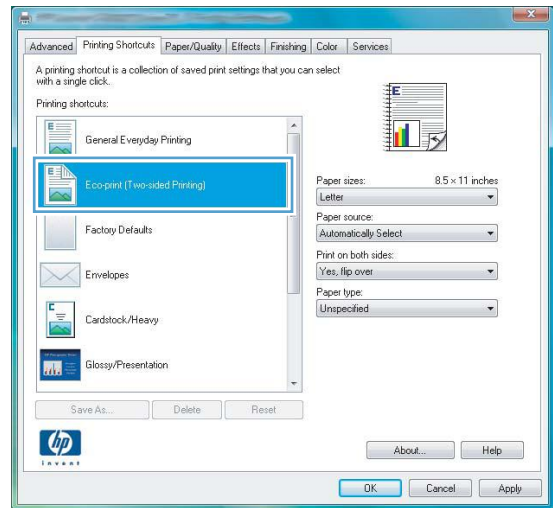 Advanced Printing Shortcuts Paper/Quality Effects Finishing Color Services
A printing shortcut is a collection of saved print settings that you can select
with a single click.
Printing shortcuts:
General Everyday Printing
Eco-print (Two-sided Printing)
Factory Defaults
Envelopes
Cardstock/Heavy
Glossy/Presentation
Save As... Delete Reset
E
Paper sizes: 8.5 × 11 inches
Letter
Paper source:
Automatically Select
Print on both sides:
Yes, flip over
Paper type:
Unspecified
hp
invent
About... Help
OK Cancel Apply